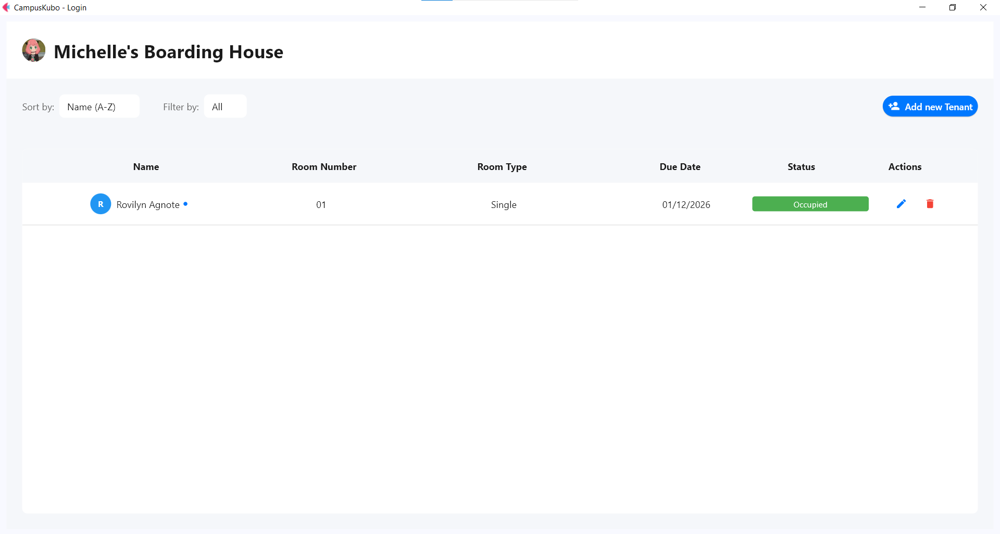 CampusKubo - Login
Michelle's Boarding House
Sort by: Name (A-Z) Filter by: All Add new Tenant
Name Room Number Room Type Due Date Status Actions
R Rovilyn Agnote 01 Single 01/12/2026 Occupied